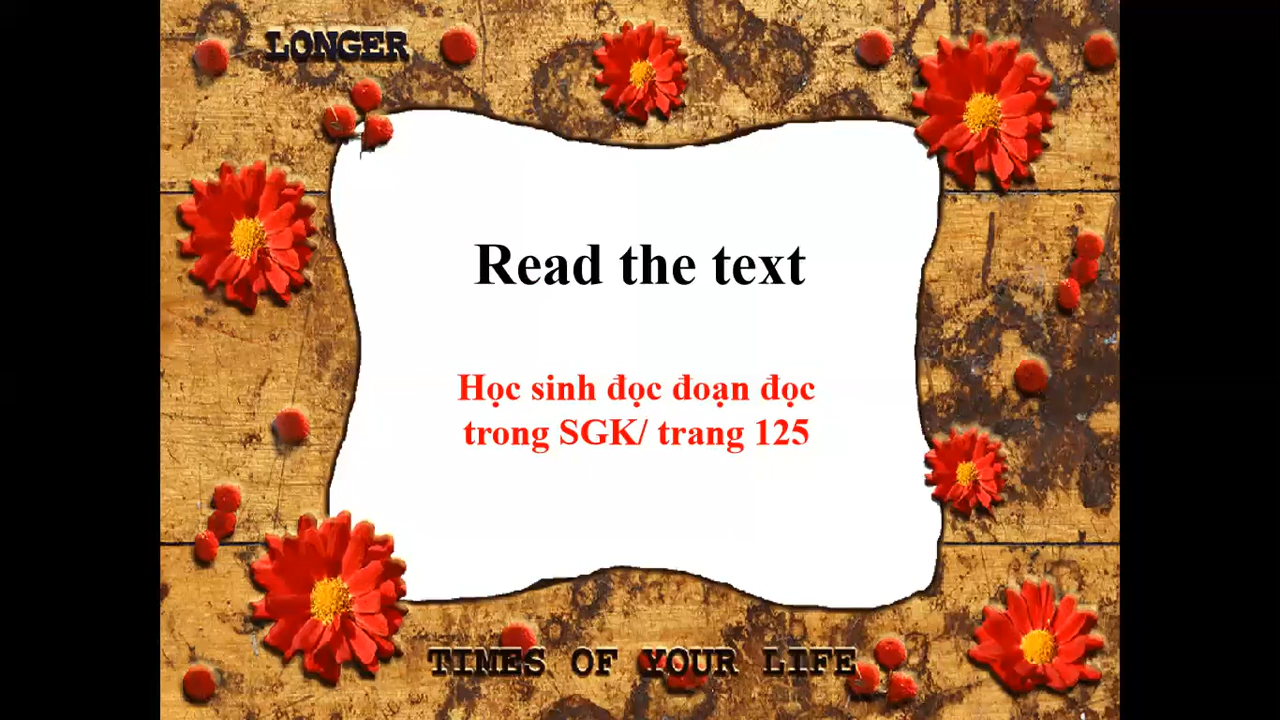 LONGER
Read the text
Học sinh đọc đoạn đọc
trong SGK/ trang 125
TIMES OF YOUR LIFE